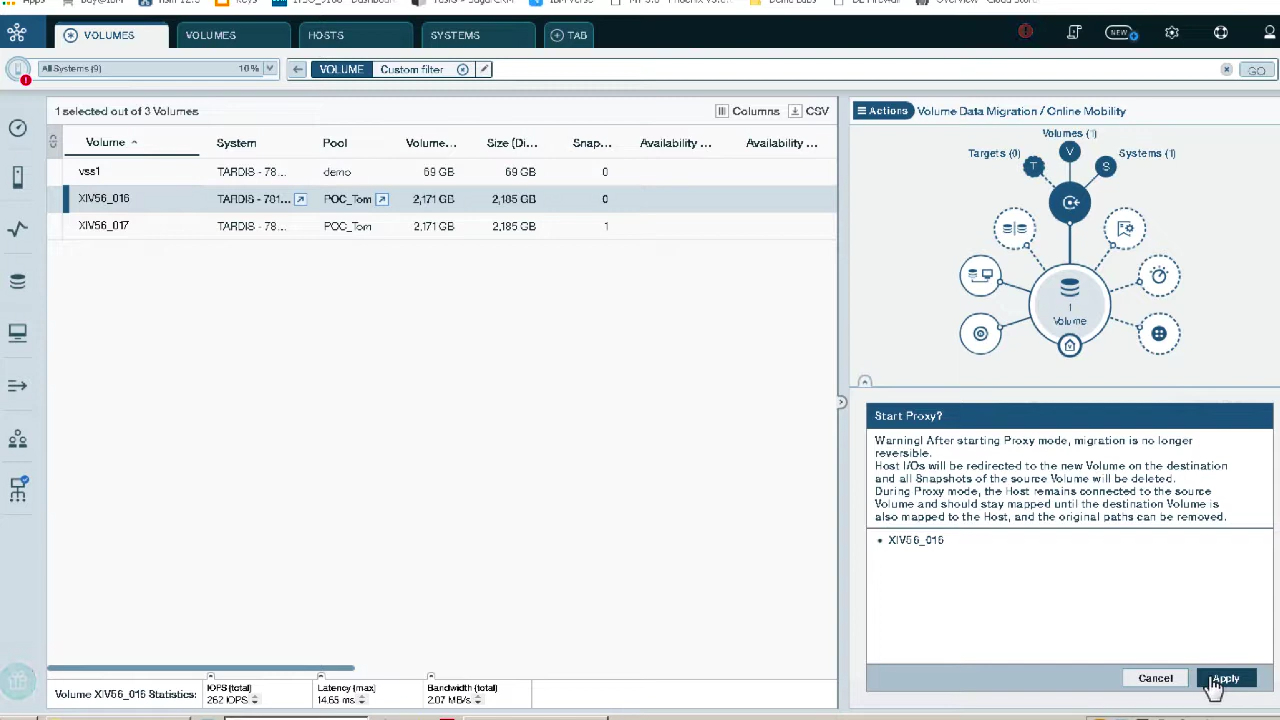 Apps
VOLUMES
VOLUMES
HOSTS
SYSTEMS
TAB
NEW
All Systems (9)
10%
VOLUME
Custom filter
GO
1 selected out of 3 Volumes
Columns
CSV
Volume
System
Pool
Volume...
Size (Di...
Snap...
Availability ...
Availability ...
vss1
TARDIS - 78...
demo
69 GB
69 GB
0
XIV56_016
TARDIS - 781...
POC_Tom
2,171 GB
2,185 GB
0
XIV56_017
TARDIS - 78...
POC_Tom
2,171 GB
2,185 GB
1
Actions
Volume Data Migration / Online Mobility
Volumes (1)
Targets (0)
Systems (1)
T
V
S
1
Volume
Start Proxy?
Warning! After starting Proxy mode, migration is no longer
reversible.
Host I/Os will be redirected to the new Volume on the destination
and all Snapshots of the source Volume will be deleted.
During Proxy mode, the Host remains connected to the source
Volume and should stay mapped until the destination Volume is
also mapped to the Host, and the original paths can be removed.
• XIV56_016
Cancel
Apply
Volume XIV56_016 Statistics:
IOPS (total)
262 IOPS
Latency (max)
14.65 ms
Bandwidth (total)
2.07 MB/s